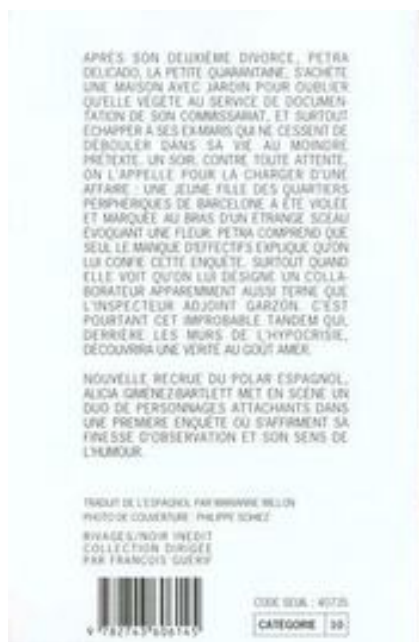 APRÈS SON DEUXIÈME DIVORCE, PETRA
DELICADO, LA PETITE QUARANTAINE, S'ACHÈTE
UNE MAISON AVEC JARDIN POUR OUBLIER
QU'ELLE VÉGÈTE AU SERVICE DE DOCUMEN-
TATION DE SON COMMISSARIAT, ET SURTOUT
ÉCHAPPER À SES EX-MARIS QUI NE CESSENT DE
DÉBOULER DANS SA VIE AU MOINDRE
PRÉTEXTE. UN SOIR, CONTRE TOUTE ATTENTE,
ON L'APPELLE POUR LA CHARGER D'UNE
AFFAIRE : UNE JEUNE FILLE DES QUARTIERS
PÉRIPHÉRIQUES DE BARCELONE A ÉTÉ VIOLÉE
ET MARQUÉE AU BRAS D'UN ÉTRANGE SCEAU
ÉVOQUANT UNE FLEUR. PETRA COMPREND QUE
SEUL LE MANQUE D'EFFECTIFS EXPLIQUE QU'ON
LUI CONFIE CETTE ENQUÊTE. SURTOUT QUAND
ELLE VOIT QU'ON LUI DÉSIGNE UN COLLA-
BORATEUR APPAREMMENT AUSSI TERNE QUE
L'INSPECTEUR ADJOINT GARZÓN. C'EST
POURTANT CET IMPROBABLE TANDEM QUI,
DERRIÈRE LES MURS DE L'HYPOCRISIE,
DÉCOUVRIRA UNE VÉRITÉ AU GOÛT AMER.
NOUVELLE RECRUE DU POLAR ESPAGNOL,
ALICIA GIMENEZ-BARTLETT MET EN SCÈNE UN
DUO DE PERSONNAGES ATTACHANTS DANS
UNE PREMIÈRE ENQUÊTE OÙ S'AFFIRMENT SA
FINESSE D'OBSERVATION ET SON SENS DE
L'HUMOUR.
TRADUIT DE L'ESPAGNOL PAR MARIANNE MILLON
PHOTO DE COUVERTURE : PHILIPPE
RIVAGES/NOIR INÉDIT
COLLECTION DIRIGÉE
PAR FRANÇOIS GUÉRIF
CODE SEUIL : 40735
CATÉGORIE 10
9 782743 606145